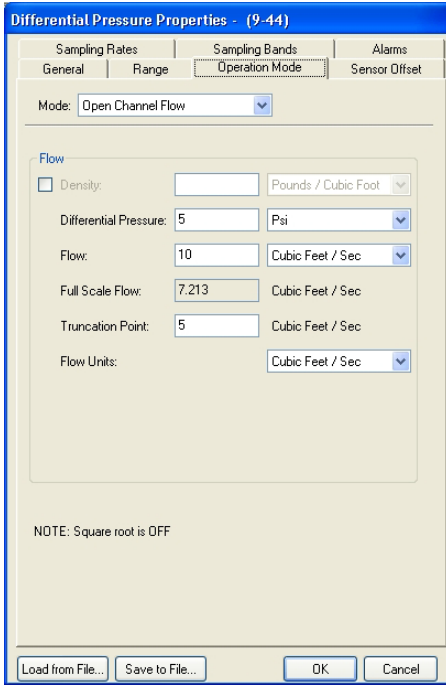 Differential Pressure Properties -  (9-44)
Sampling Rates Sampling Bands Alarms
General Range Operation Mode Sensor Offset
Mode: Open Channel Flow
Flow
Density: Pounds / Cubic Foot
Differential Pressure: 5 Psi
Flow: 10 Cubic Feet / Sec
Full Scale Flow: 7.213 Cubic Feet / Sec
Truncation Point: 5 Cubic Feet / Sec
Flow Units: Cubic Feet / Sec
NOTE: Square root is OFF
Load from File... Save to File... OK Cancel